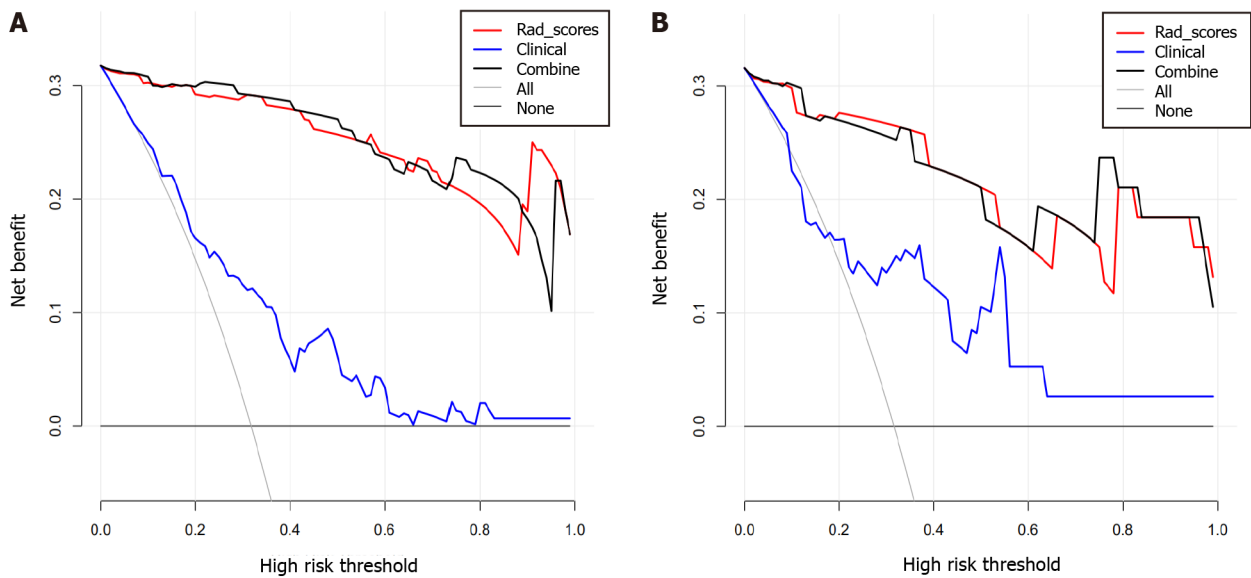 A
Rad_scores
Clinical
Combine
All
None
Net benefit
0.3
0.2
0.1
0.0
0.0 0.2 0.4 0.6 0.8 1.0
High risk threshold
B
Rad_scores
Clinical
Combine
All
None
Net benefit
0.3
0.2
0.1
0.0
0.0 0.2 0.4 0.6 0.8 1.0
High risk threshold